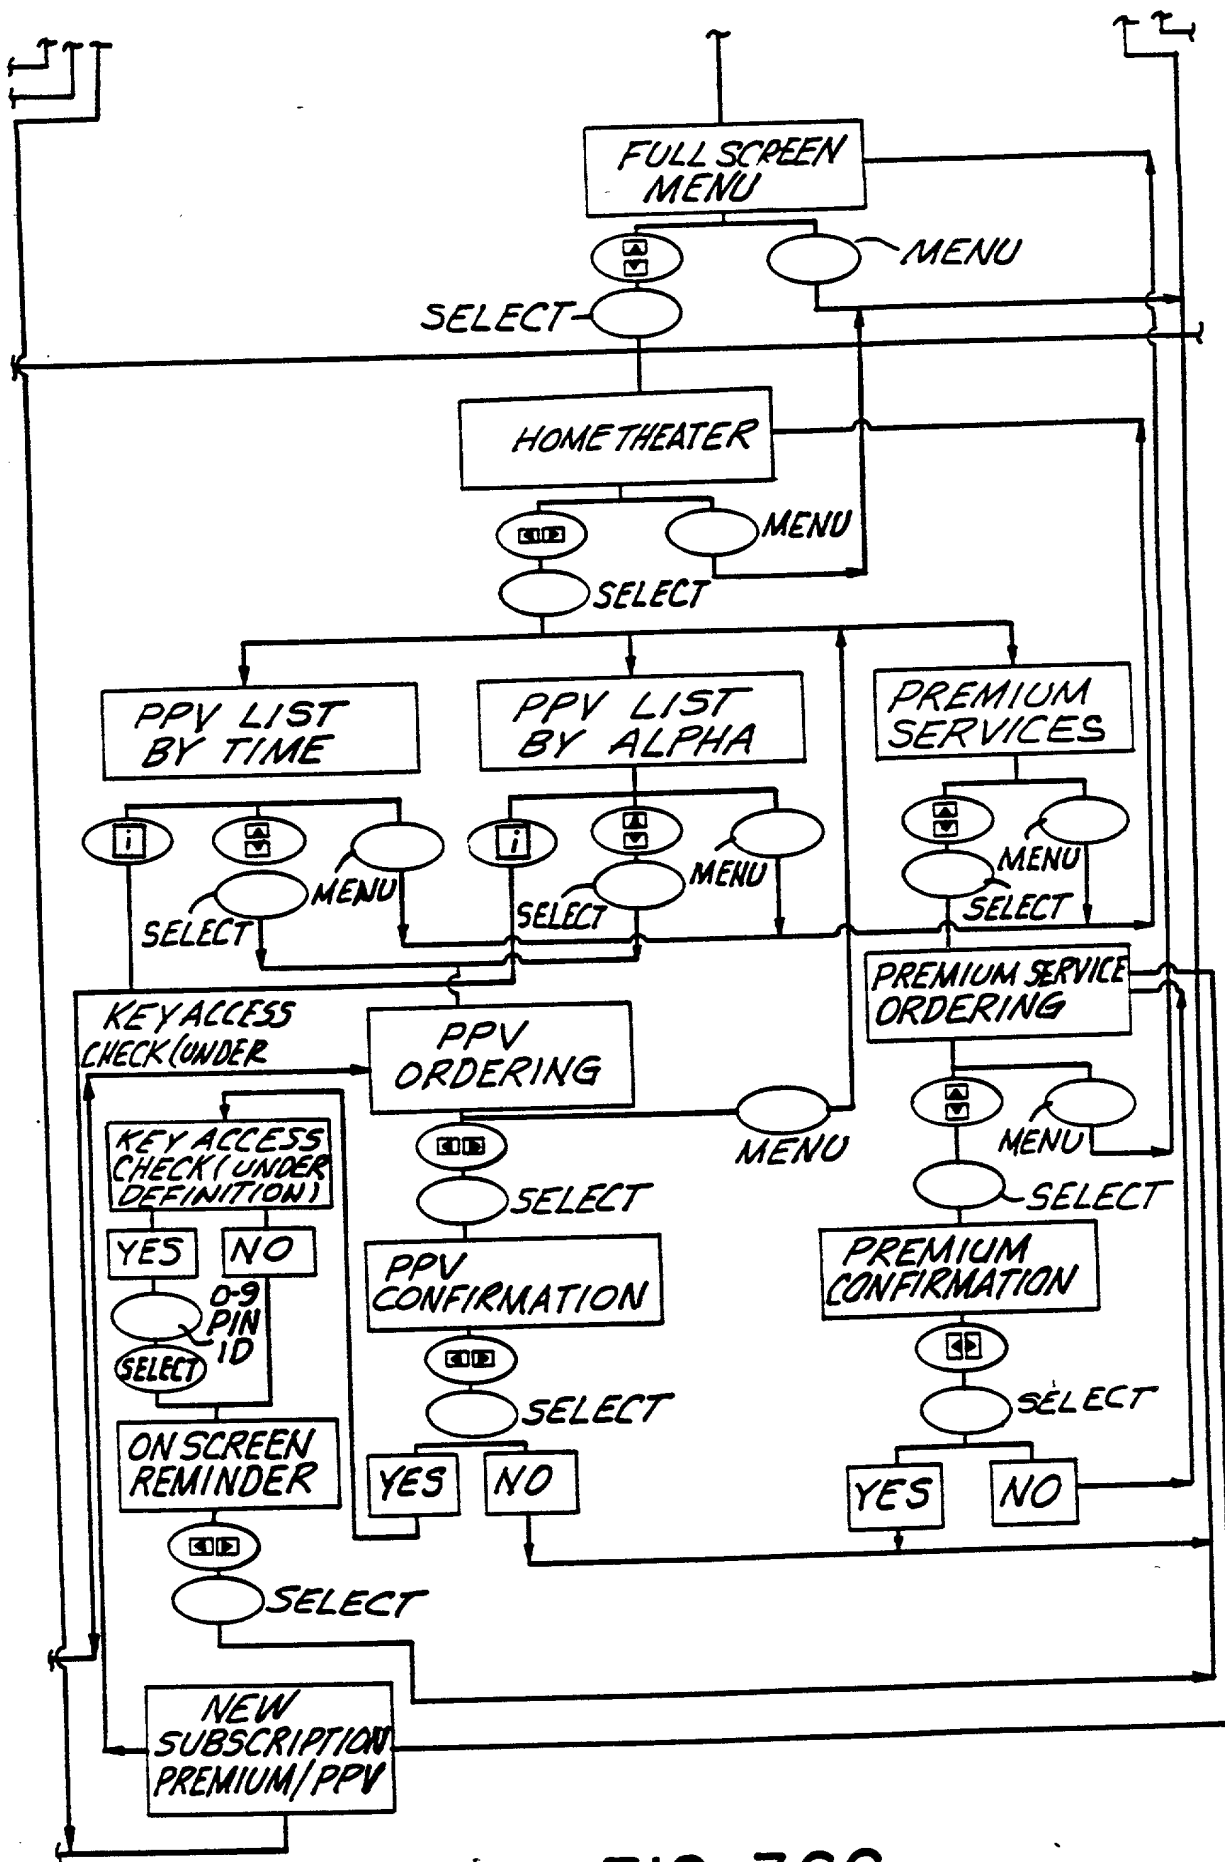 FULL SCREEN
MENU
MENU
SELECT
HOME THEATER
MENU
SELECT
PPV LIST
BY TIME
PPV LIST
BY ALPHA
PREMIUM
SERVICES
i
SELECT
MENU
i
SELECT
MENU
MENU
SELECT
KEY ACCESS
CHECK (UNDER
PPV
ORDERING
PREMIUM SERVICE
ORDERING
MENU
MENU
SELECT
KEY ACCESS
CHECK (UNDER
DEFINITION)
YES
NO
SELECT
0-9
PIN
ID
SELECT
PPV
CONFIRMATION
PREMIUM
CONFIRMATION
SELECT
SELECT
ON SCREEN
REMINDER
YES
NO
YES
NO
SELECT
NEW
SUBSCRIPTION
PREMIUM/PPV